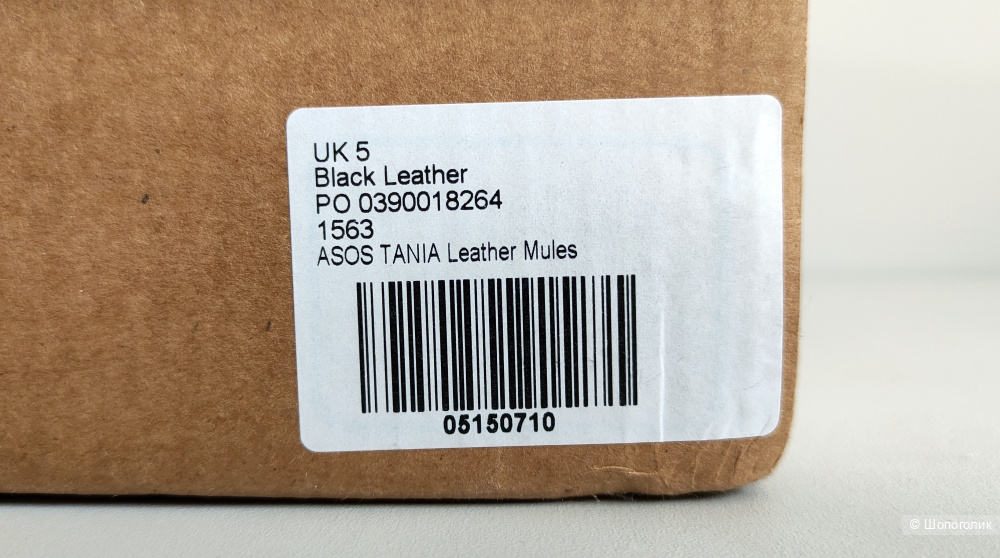 UK 5
Black Leather
PO 0390018264
1563
ASOS TANIA Leather Mules
05150710
© Шопоголик